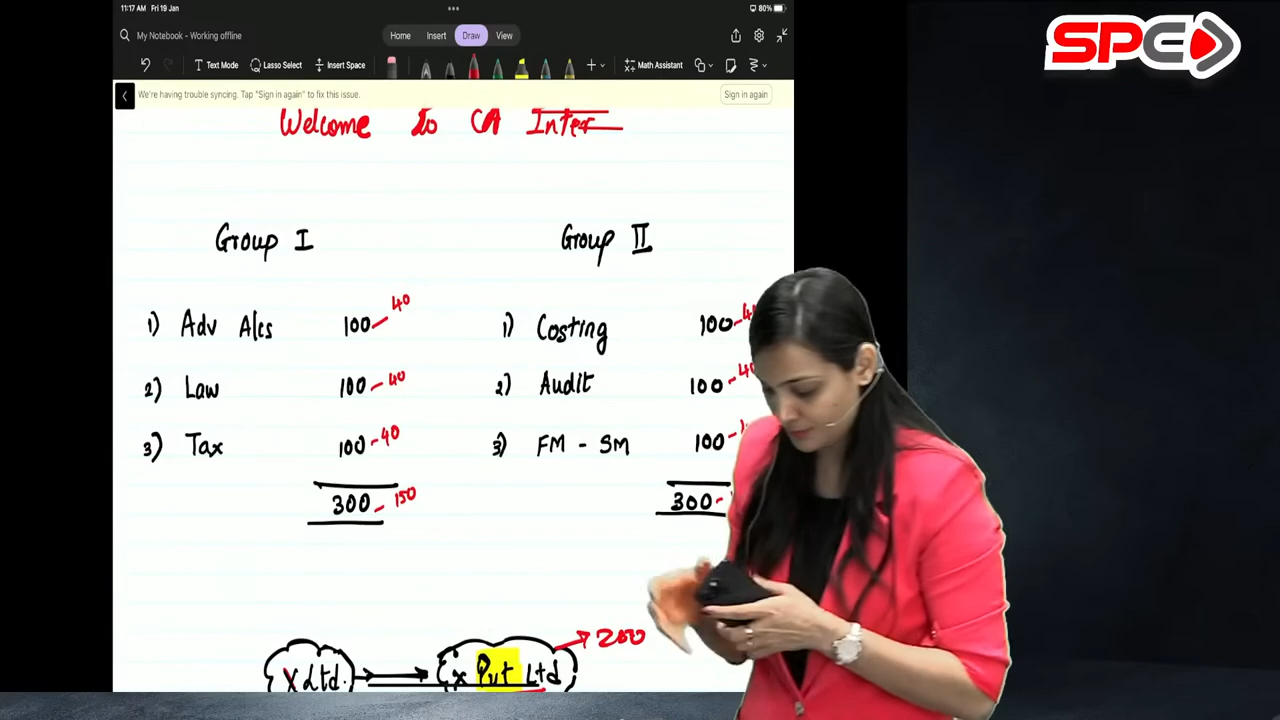 11:17 AM Fri 19 Jan
80%
SPC
My Notebook - Working offline
Home Insert Draw View
Text Mode Lasso Select Insert Space Math Assistant
We're having trouble syncing. Tap "Sign in again" to fix this issue.
Sign in again
Welcome to CA Inter
Group I
Group II
1) Adv A/cs 100 - 40
2) Law 100 - 40
3) Tax 100 - 40
300 - 150
1) Costing 100 - 40
2) Audit 100 - 40
3) FM - SM 100 -
300 -
X Ltd.
X Pvt Ltd
200